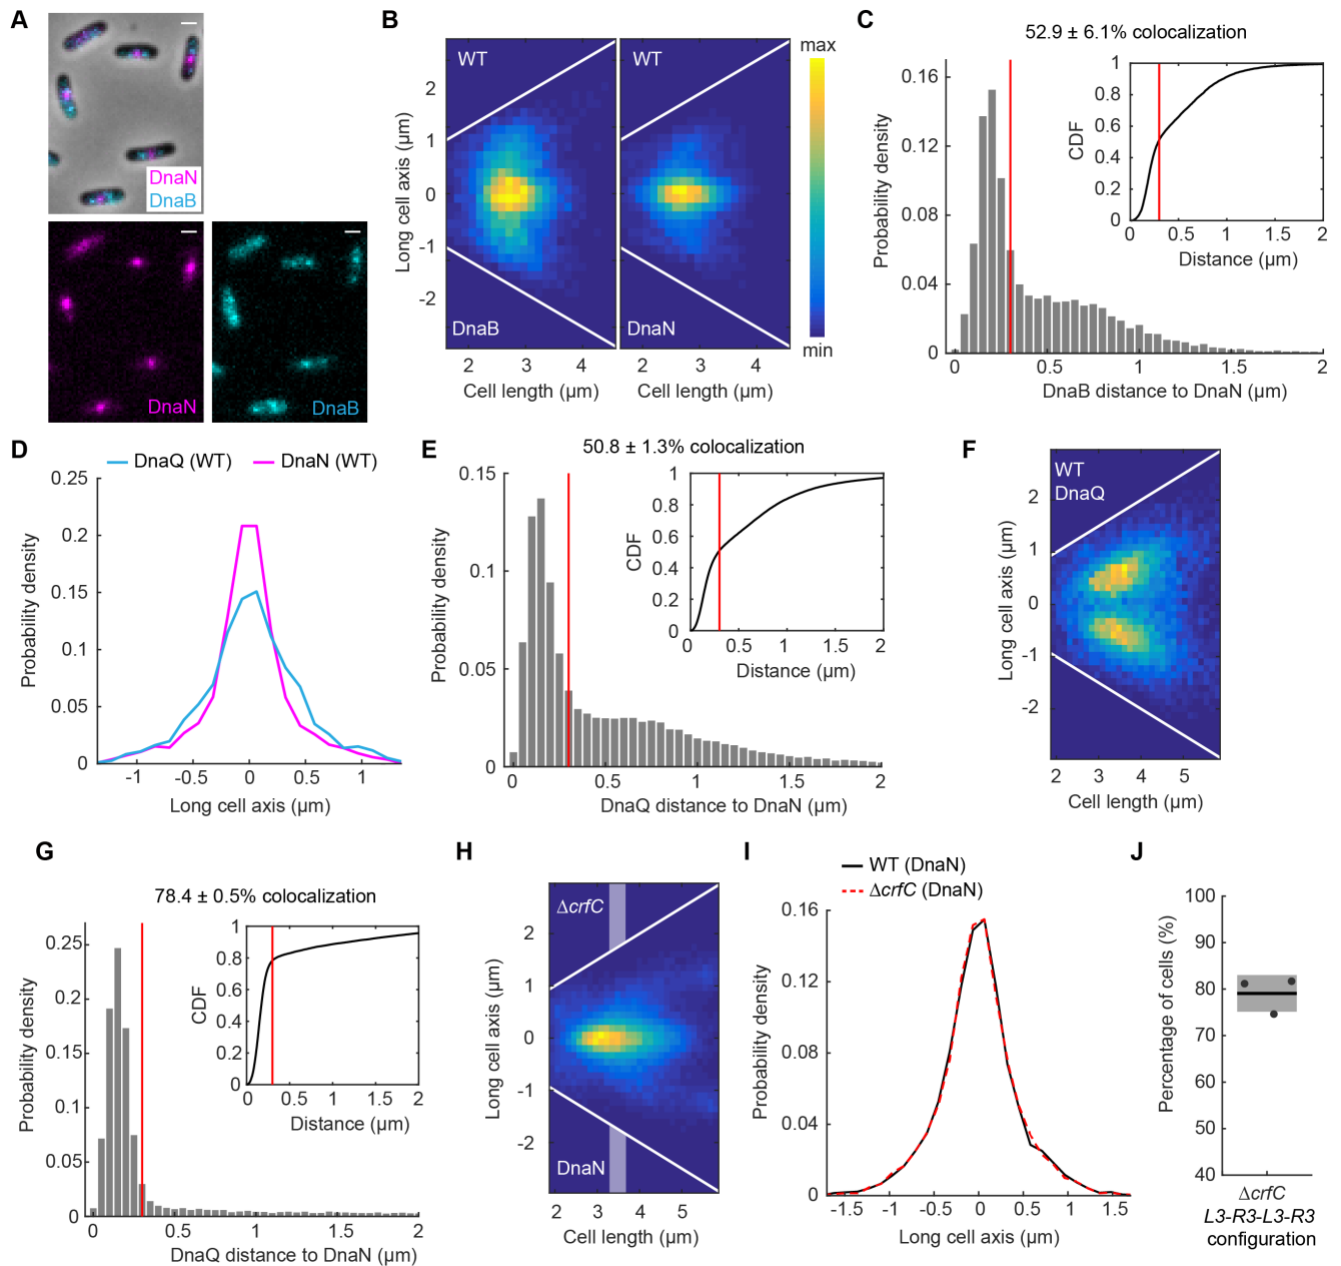 A
DnaN
DnaB
DnaN
DnaB
B
WT
WT
DnaB
DnaN
2
1
0
-1
-2
Long cell axis (µm)
2
3
4
2
3
4
Cell length (µm)
Cell length (µm)
max
min
C
52.9 ± 6.1% colocalization
0.16
0.12
0.08
0.04
0
Probability density
0
0.5
1
1.5
2
DnaB distance to DnaN (µm)
1
0.8
0.6
0.4
0.2
0
CDF
0
0.5
1
1.5
2
Distance (µm)
D
DnaQ (WT)
DnaN (WT)
0.25
0.2
0.15
0.1
0.05
0
Probability density
-1
-0.5
0
0.5
1
Long cell axis (µm)
E
50.8 ± 1.3% colocalization
0.15
0.1
0.05
0
Probability density
0
0.5
1
1.5
2
DnaQ distance to DnaN (µm)
1
0.8
0.6
0.4
0.2
0
CDF
0
0.5
1
1.5
2
Distance (µm)
F
WT
DnaQ
2
1
0
-1
-2
Long cell axis (µm)
2
3
4
5
Cell length (µm)
G
78.4 ± 0.5% colocalization
0.25
0.2
0.15
0.1
0.05
0
Probability density
0
0.5
1
1.5
2
DnaQ distance to DnaN (µm)
1
0.8
0.6
0.4
0.2
0
CDF
0
0.5
1
1.5
2
Distance (µm)
H
ΔcrfC
DnaN
2
1
0
-1
-2
Long cell axis (µm)
2
3
4
5
Cell length (µm)
I
WT (DnaN)
ΔcrfC (DnaN)
0.16
0.12
0.08
0.04
0
Probability density
-1.5
-1
-0.5
0
0.5
1
1.5
Long cell axis (µm)
J
100
90
80
70
60
50
40
Percentage of cells (%)
ΔcrfC
L3-R3-L3-R3
configuration